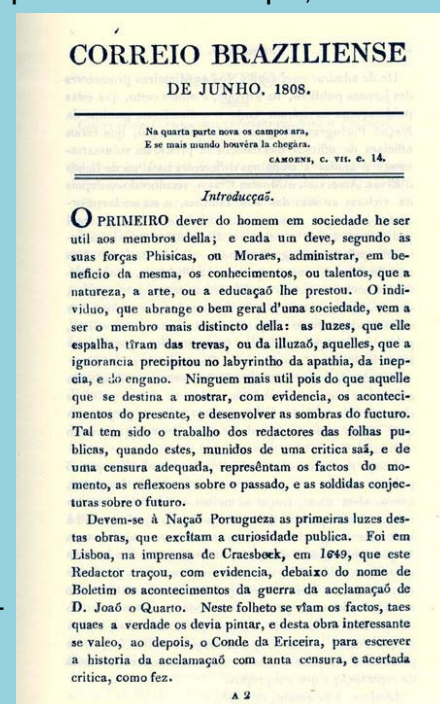 CORREIO BRAZILIENSE
DE JUNHO, 1808.
Na quarta parte nova os campos ara,
E se mais mundo houvéra la chegára.
CAMOENS, C. VII. e. 14.
Introducçaõ.
O PRIMEIRO dever do homem em sociedade he ser
util aos membros della; e cada um deve, segundo as
suas forças Phisicas, ou Moraes, administrar, em be-
neficio da mesma, os conhecimentos, ou talentos, que a
natureza, a arte, ou a educaçaõ lhe prestou. O indi-
viduo, que abrange o bem geral d'uma sociedade, vem a
ser o membro mais distincto della: as luzes, que elle
espalha, tîram das trevas, ou da illuzaõ, aquelles, que a
ignorancia precipitou no labyrintho da apathia, da inep-
cia, e do engano. Ninguem mais util pois do que aquelle
que se destina a mostrar, com evidencia, os aconteci-
mentos do presente, e desenvolver as sombras do fucturo.
Tal tem sido o trabalho dos redactores das folhas pu-
blicas, quando estes, munidos de uma critica saã, e de
uma censura adequada, represêntam os factos do mo-
mento, as reflexoens sobre o passado, e as soldidas conjec-
turas sobre o futuro.
Devem-se à Naçaõ Portugueza as primeiras luzes des-
tas obras, que excîtam a curiosidade publica. Foi em
Lisboa, na imprensa de Craesbeck, em 1649, que este
Redactor traçou, com evidencia, debaixo do nome de
Boletim os acontecimentos da guerra da acclamaçaõ de
D. Joaõ o Quarto. Neste folheto se vîam os factos, taes
quaes a verdade os devia pintar, e desta obra interessante
se valeo, ao depois, o Conde da Ericeira, para escrever
a historia da acclamaçaõ com tanta censura, e acertada
critica, como fez.
A 2